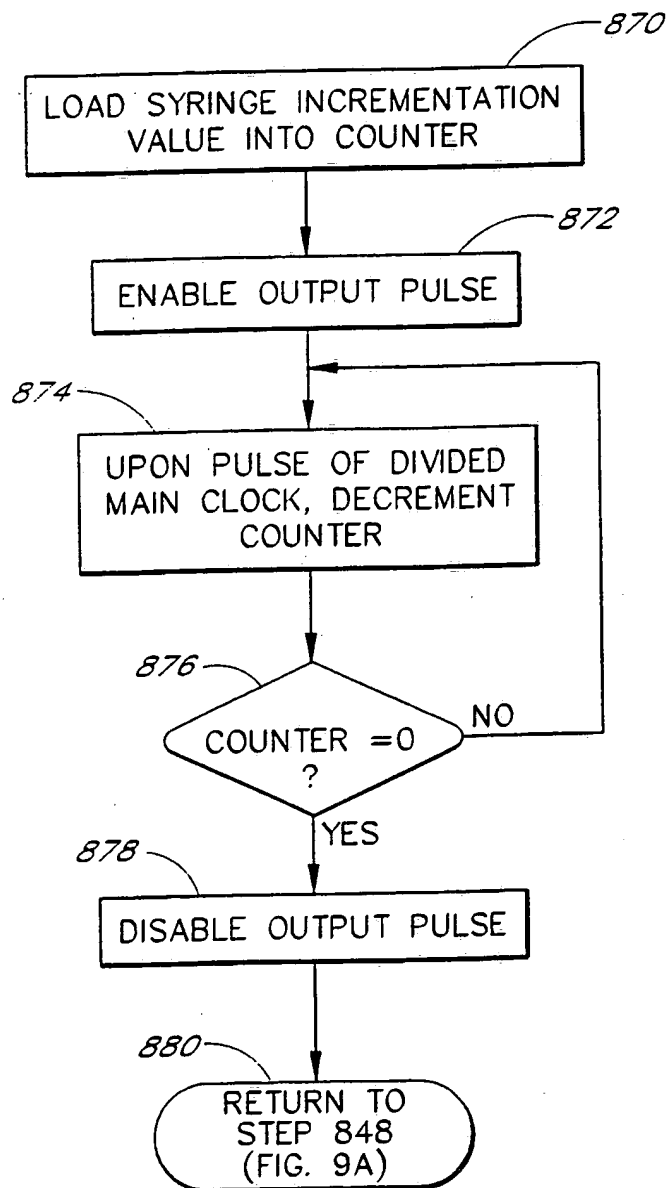 870
LOAD SYRINGE INCREMENTATION
VALUE INTO COUNTER
872
ENABLE OUTPUT PULSE
874
UPON PULSE OF DIVIDED
MAIN CLOCK, DECREMENT
COUNTER
876
COUNTER =0
?
NO
YES
878
DISABLE OUTPUT PULSE
880
RETURN TO
STEP 848
(FIG. 9A)